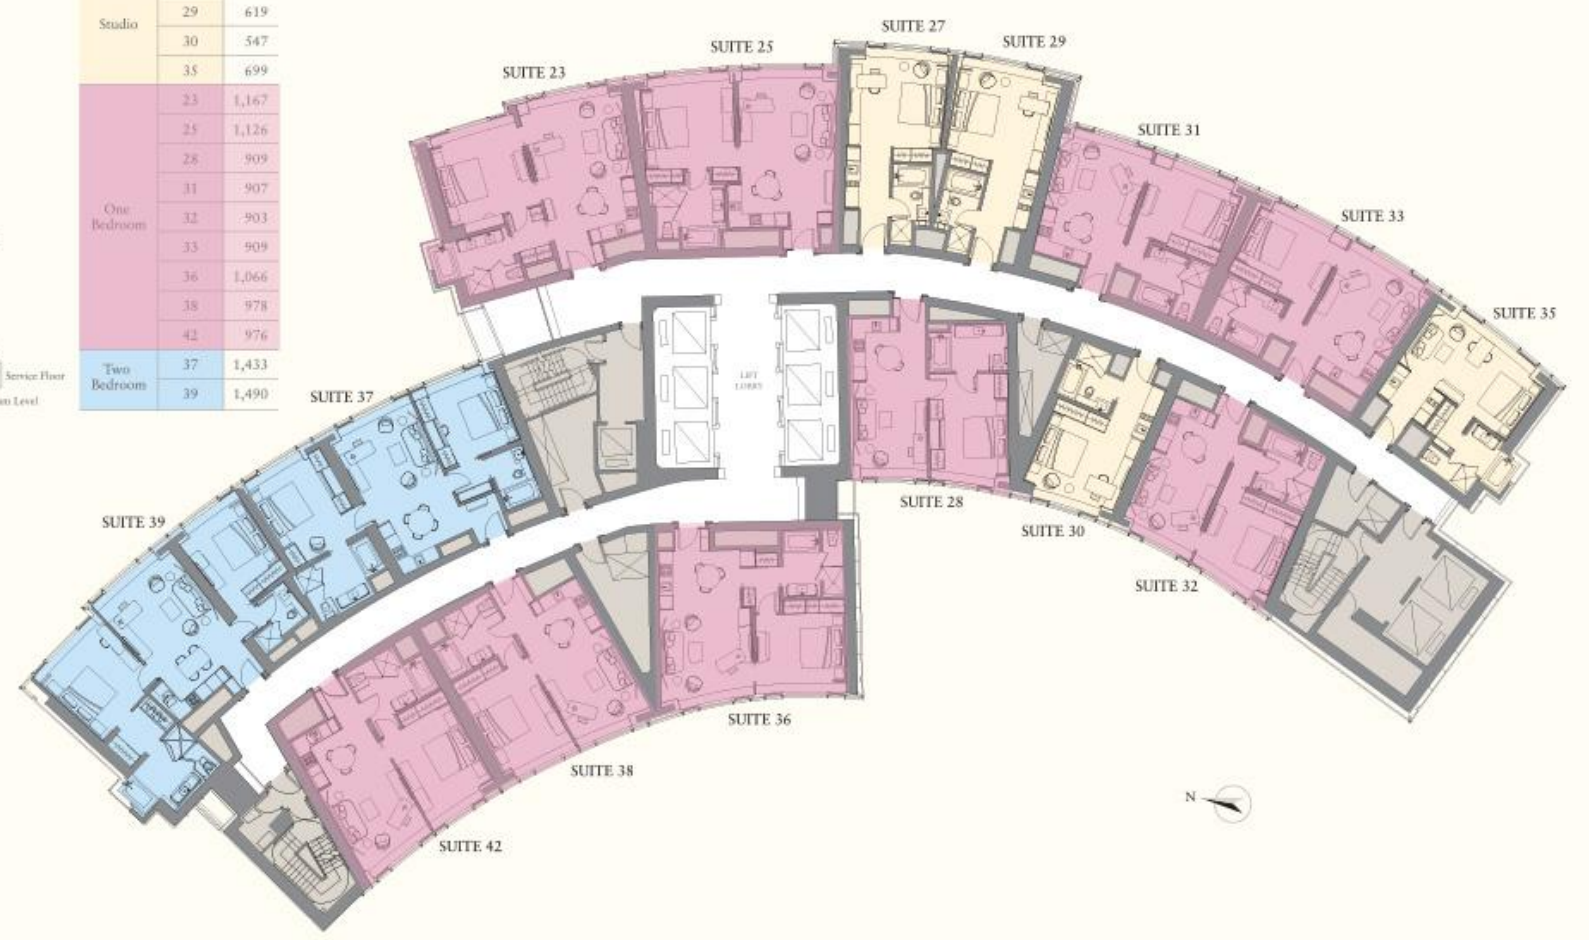 Studio
29 619
30 547
35 699
One
Bedroom
23 1,167
25 1,126
28 909
31 907
32 903
33 909
36 1,066
38 978
42 976
Two
Bedroom
37 1,433
39 1,490
Service Floor
Level
SUITE 23
SUITE 25
SUITE 27
SUITE 29
SUITE 31
SUITE 33
SUITE 35
SUITE 37
LIFT
LOBBY
SUITE 39
SUITE 28
SUITE 30
SUITE 32
SUITE 36
SUITE 38
SUITE 42
N